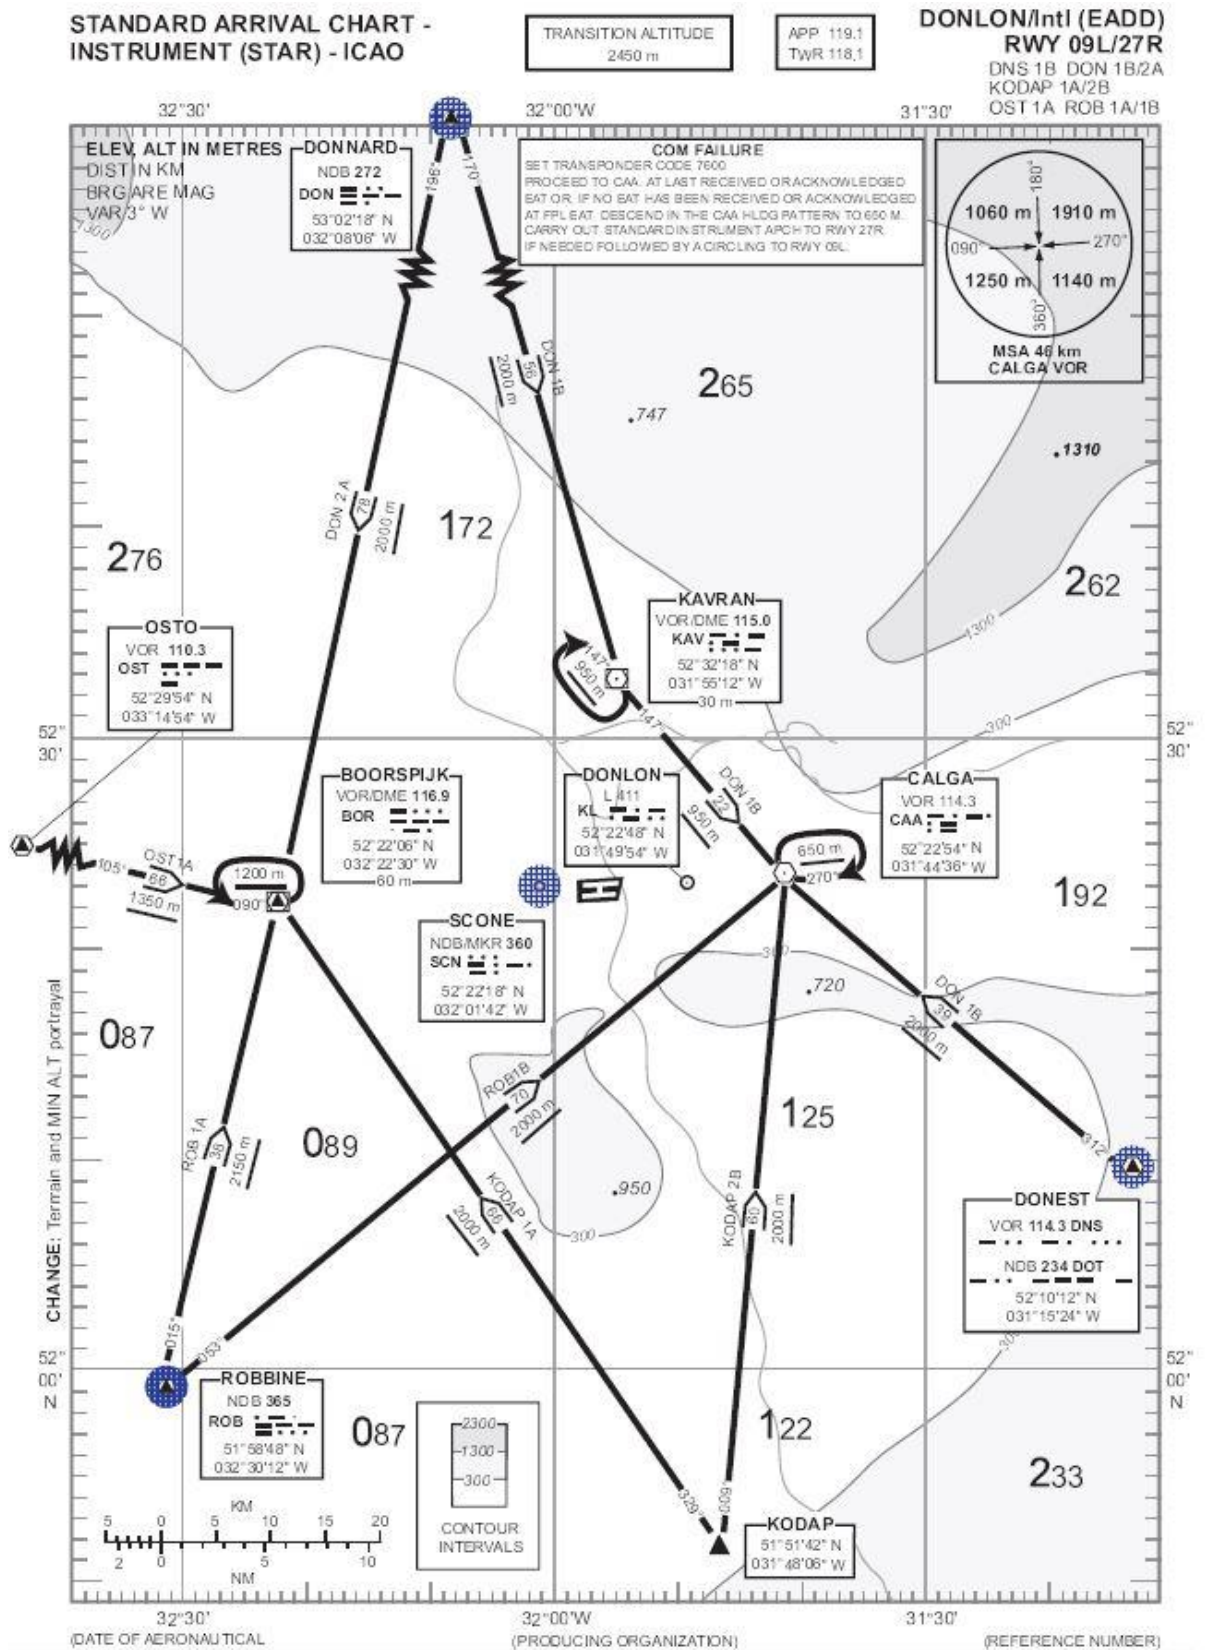 STANDARD ARRIVAL CHART -
INSTRUMENT (STAR) - ICAO
TRANSITION ALTITUDE
2450 m
APP 119.1
TWR 118.1
DONLON/Intl (EADD)
RWY 09L/27R
DNS 1B DON 1B/2A
KODAP 1A/2B
OST 1A ROB 1A/1B
32°30'
32°00'W
31°30'
ELEV, ALT IN METRES
DIST IN KM
BRG ARE MAG
VAR 3° W
1300
DONNARD
NDB 272
DON
53°02'18" N
032°08'06" W
196°
170°
COM FAILURE
SET TRANSPONDER CODE 7600
PROCEED TO CAA. AT LAST RECEIVED OR ACKNOWLEDGED
EAT OR IF NO EAT HAS BEEN RECEIVED OR ACKNOWLEDGED
AT FPL EAT. DESCEND IN THE CAA HLDG PATTERN TO 650 M.
CARRY OUT STANDARD INSTRUMENT APCH TO RWY 27R
IF NEEDED FOLLOWED BY A CIRCLING TO RWY 09L.
180°
1060 m 1910 m
090° 270°
1250 m 1140 m
360°
MSA 46 km
CALGA VOR
DON 1B
56
2000 m
265
.747
.1310
DON 2A
78
2000 m
172
276
262
1300
OSTO
VOR 110.3
OST
52°29'54" N
033°14'54" W
KAVRAN
VOR/DME 115.0
KAV
52°32'18" N
031°55'12" W
30 m
147°
950 m
147°
300
52°
30'
52°
30'
BOORSPIJK
VOR/DME 116.9
BOR
52°22'06" N
032°22'30" W
60 m
DONLON
L 411
KL
52°22'48" N
031°49'54" W
DON 1B
22
950 m
CALGA
VOR 114.3
CAA
52°22'54" N
031°44'36" W
105°
OST1A
66
1350 m
1200 m
090°
650 m
270°
192
SCONE
NDB/MKR 360
SCN
52°22'18" N
032°01'42" W
300
.720
DON 1B
39
2000 m
087
ROB1B
70
2000 m
125
ROB 1A
38
2150 m
089
312°
.950
KODAP 1A
66
2000 m
KODAP 2B
60
2000 m
300
DONEST
VOR 114.3 DNS
NDB 234 DOT
52°10'12" N
031°15'24" W
CHANGE: Terrain and MIN ALT portrayal
015°
053°
52°
00'
N
52°
00'
N
ROBBINE
NDB 365
ROB
51°58'48" N
032°30'12" W
087
2300
1300
300
CONTOUR
INTERVALS
122
233
329°
009°
KODAP
51°51'42" N
031°48'06" W
KM
5 0 5 10 15 20
2 0 5 10
NM
32°30'
32°00'W
31°30'
(DATE OF AERONAUTICAL
(PRODUCING ORGANIZATION)
(REFERENCE NUMBER)